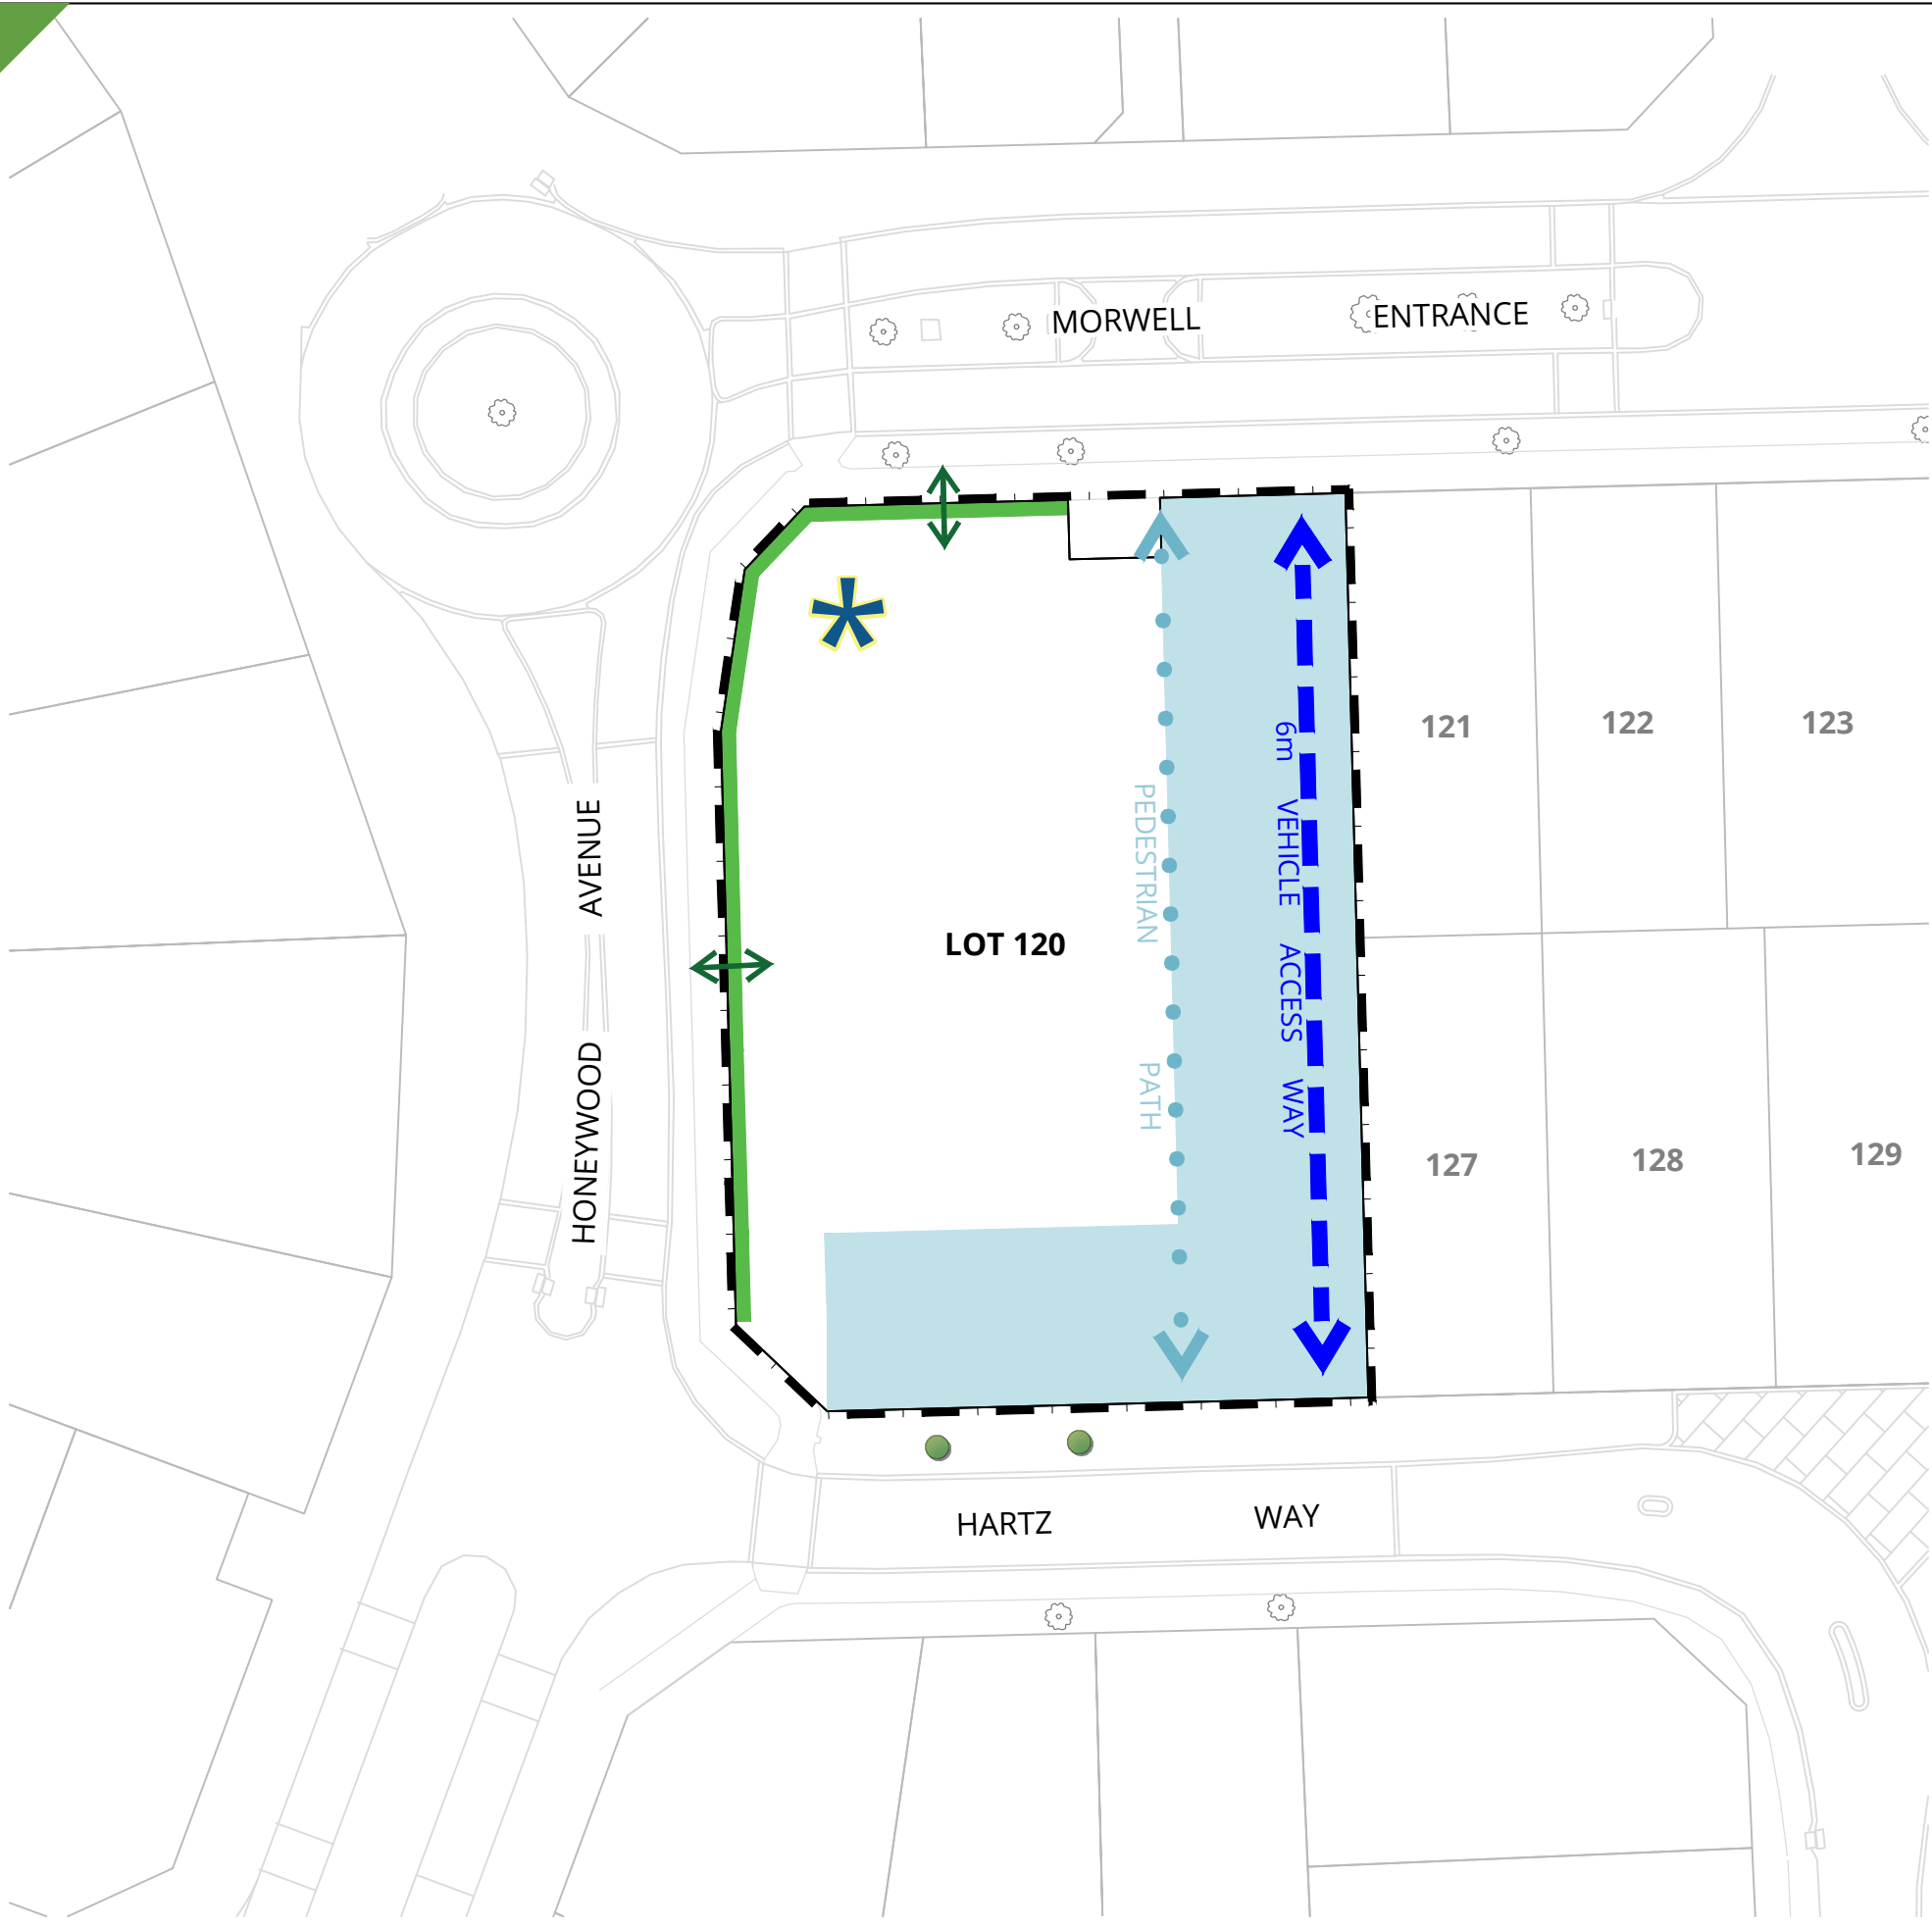 MORWELL ENTRANCE
121
122
123
6m VEHICLE ACCESS WAY
PEDESTRIAN PATH
HONEYWOOD AVENUE
LOT 120
127
128
129
HARTZ WAY